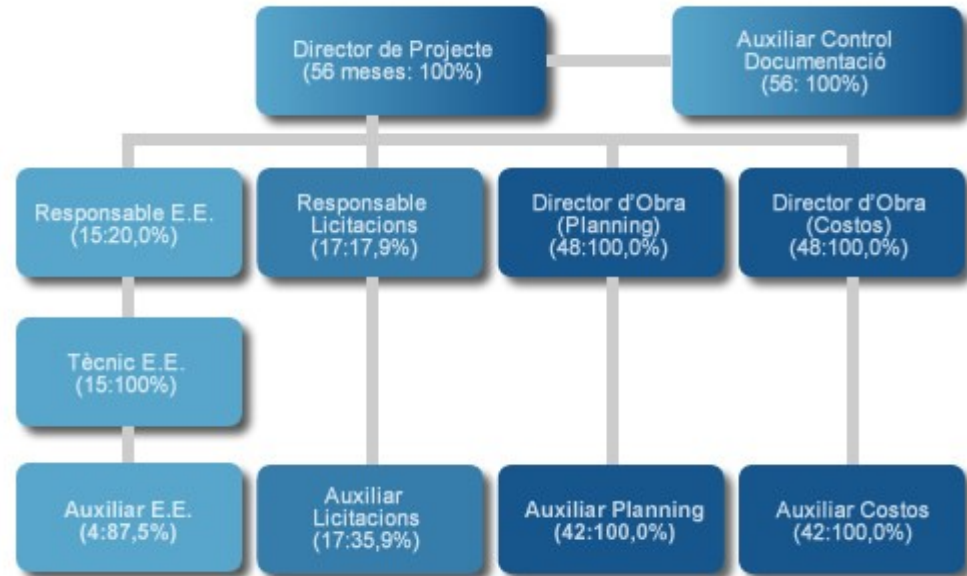 Director de Projecte
(56 meses: 100%)
Auxiliar Control
Documentació
(56: 100%)
Responsable E.E.
(15:20,0%)
Responsable
Licitacions
(17:17,9%)
Director d'Obra
(Planning)
(48:100,0%)
Director d'Obra
(Costos)
(48:100,0%)
Tècnic E.E.
(15:100%)
Auxiliar E.E.
(4:87,5%)
Auxiliar
Licitacions
(17:35,9%)
Auxiliar Planning
(42:100,0%)
Auxiliar Costos
(42:100,0%)